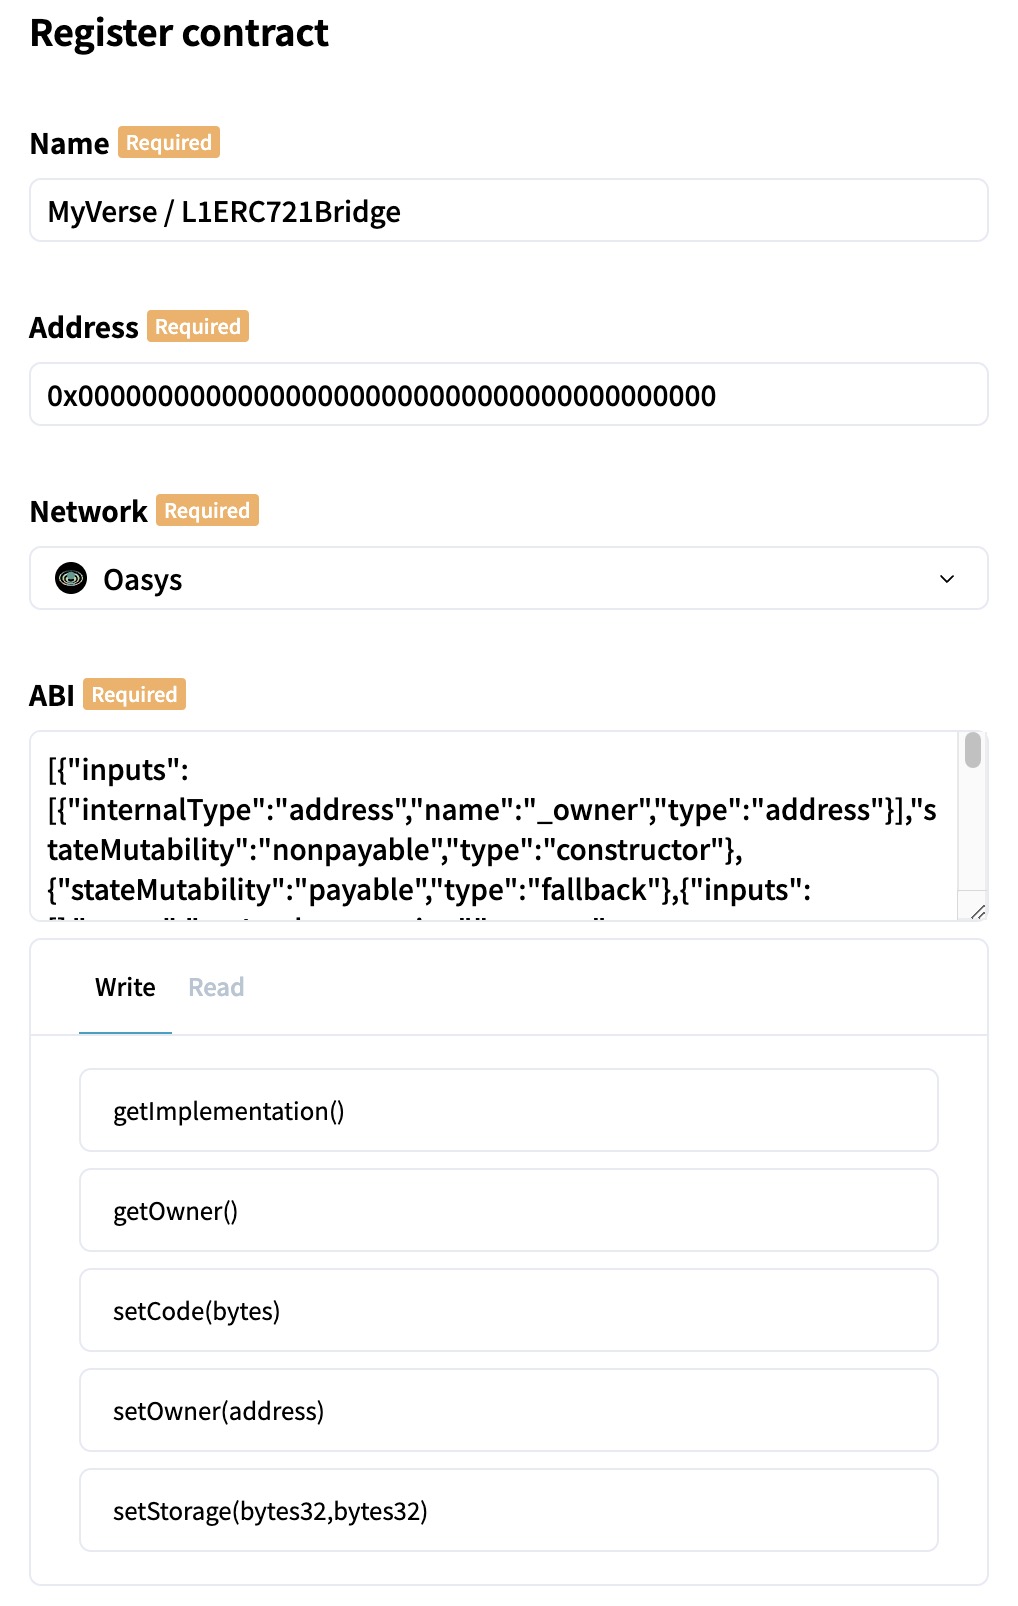 Register contract
Name Required
MyVerse / L1ERC721Bridge
Address Required
0x0000000000000000000000000000000000000000
Network Required
Oasys
ABI Required
[{"inputs":
[{"internalType":"address","name":"_owner","type":"address"}],"s
tateMutability":"nonpayable","type":"constructor"},
{"stateMutability":"payable","type":"fallback"},{"inputs":
Write Read
getImplementation()
getOwner()
setCode(bytes)
setOwner(address)
setStorage(bytes32,bytes32)